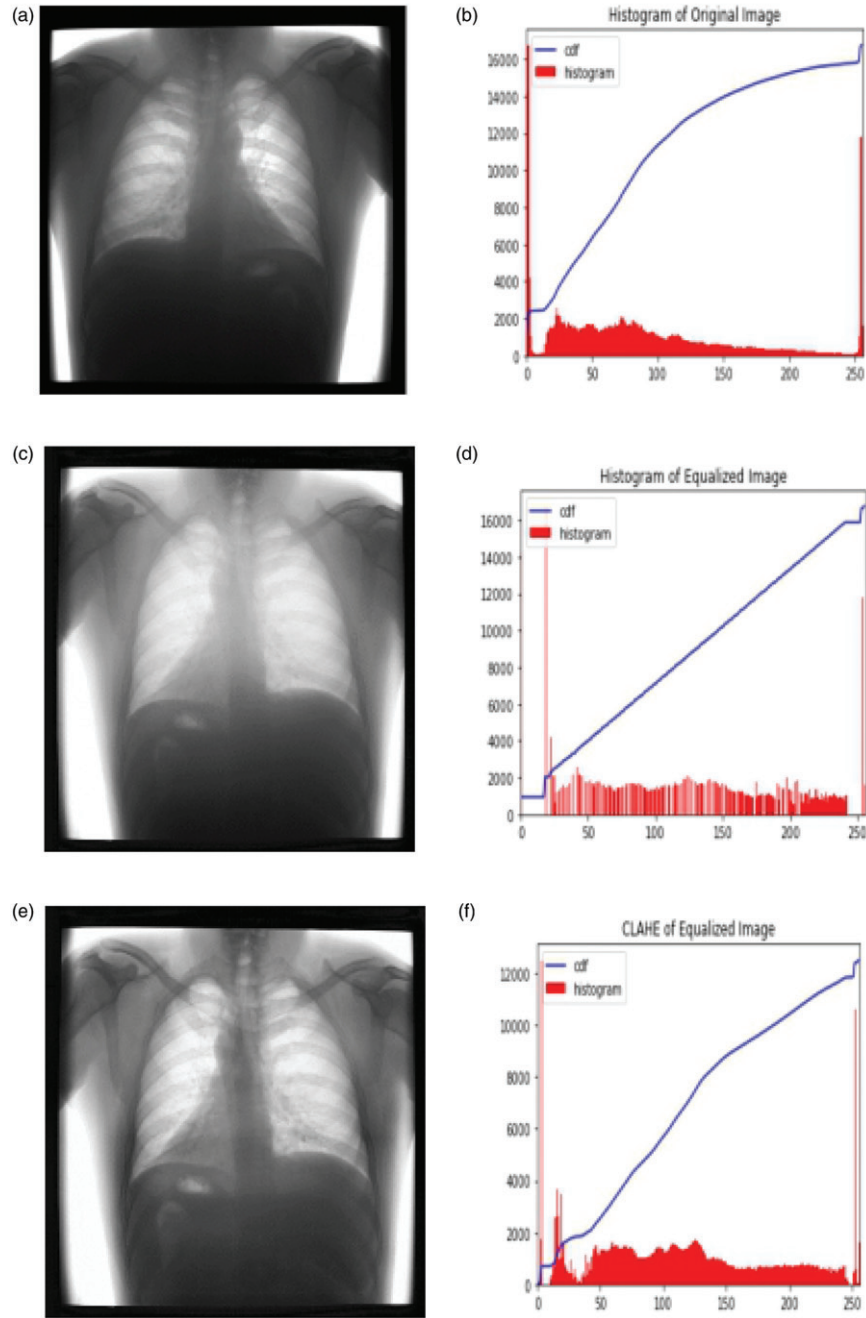 (a)
(b)
Histogram of Original Image
cdf
histogram
16000
14000
12000
10000
8000
6000
4000
2000
0
0 50 100 150 200 250
(c)
(d)
Histogram of Equalized Image
cdf
histogram
16000
14000
12000
10000
8000
6000
4000
2000
0
0 50 100 150 200 250
(e)
(f)
CLAHE of Equalized Image
cdf
histogram
12000
10000
8000
6000
4000
2000
0
0 50 100 150 200 250